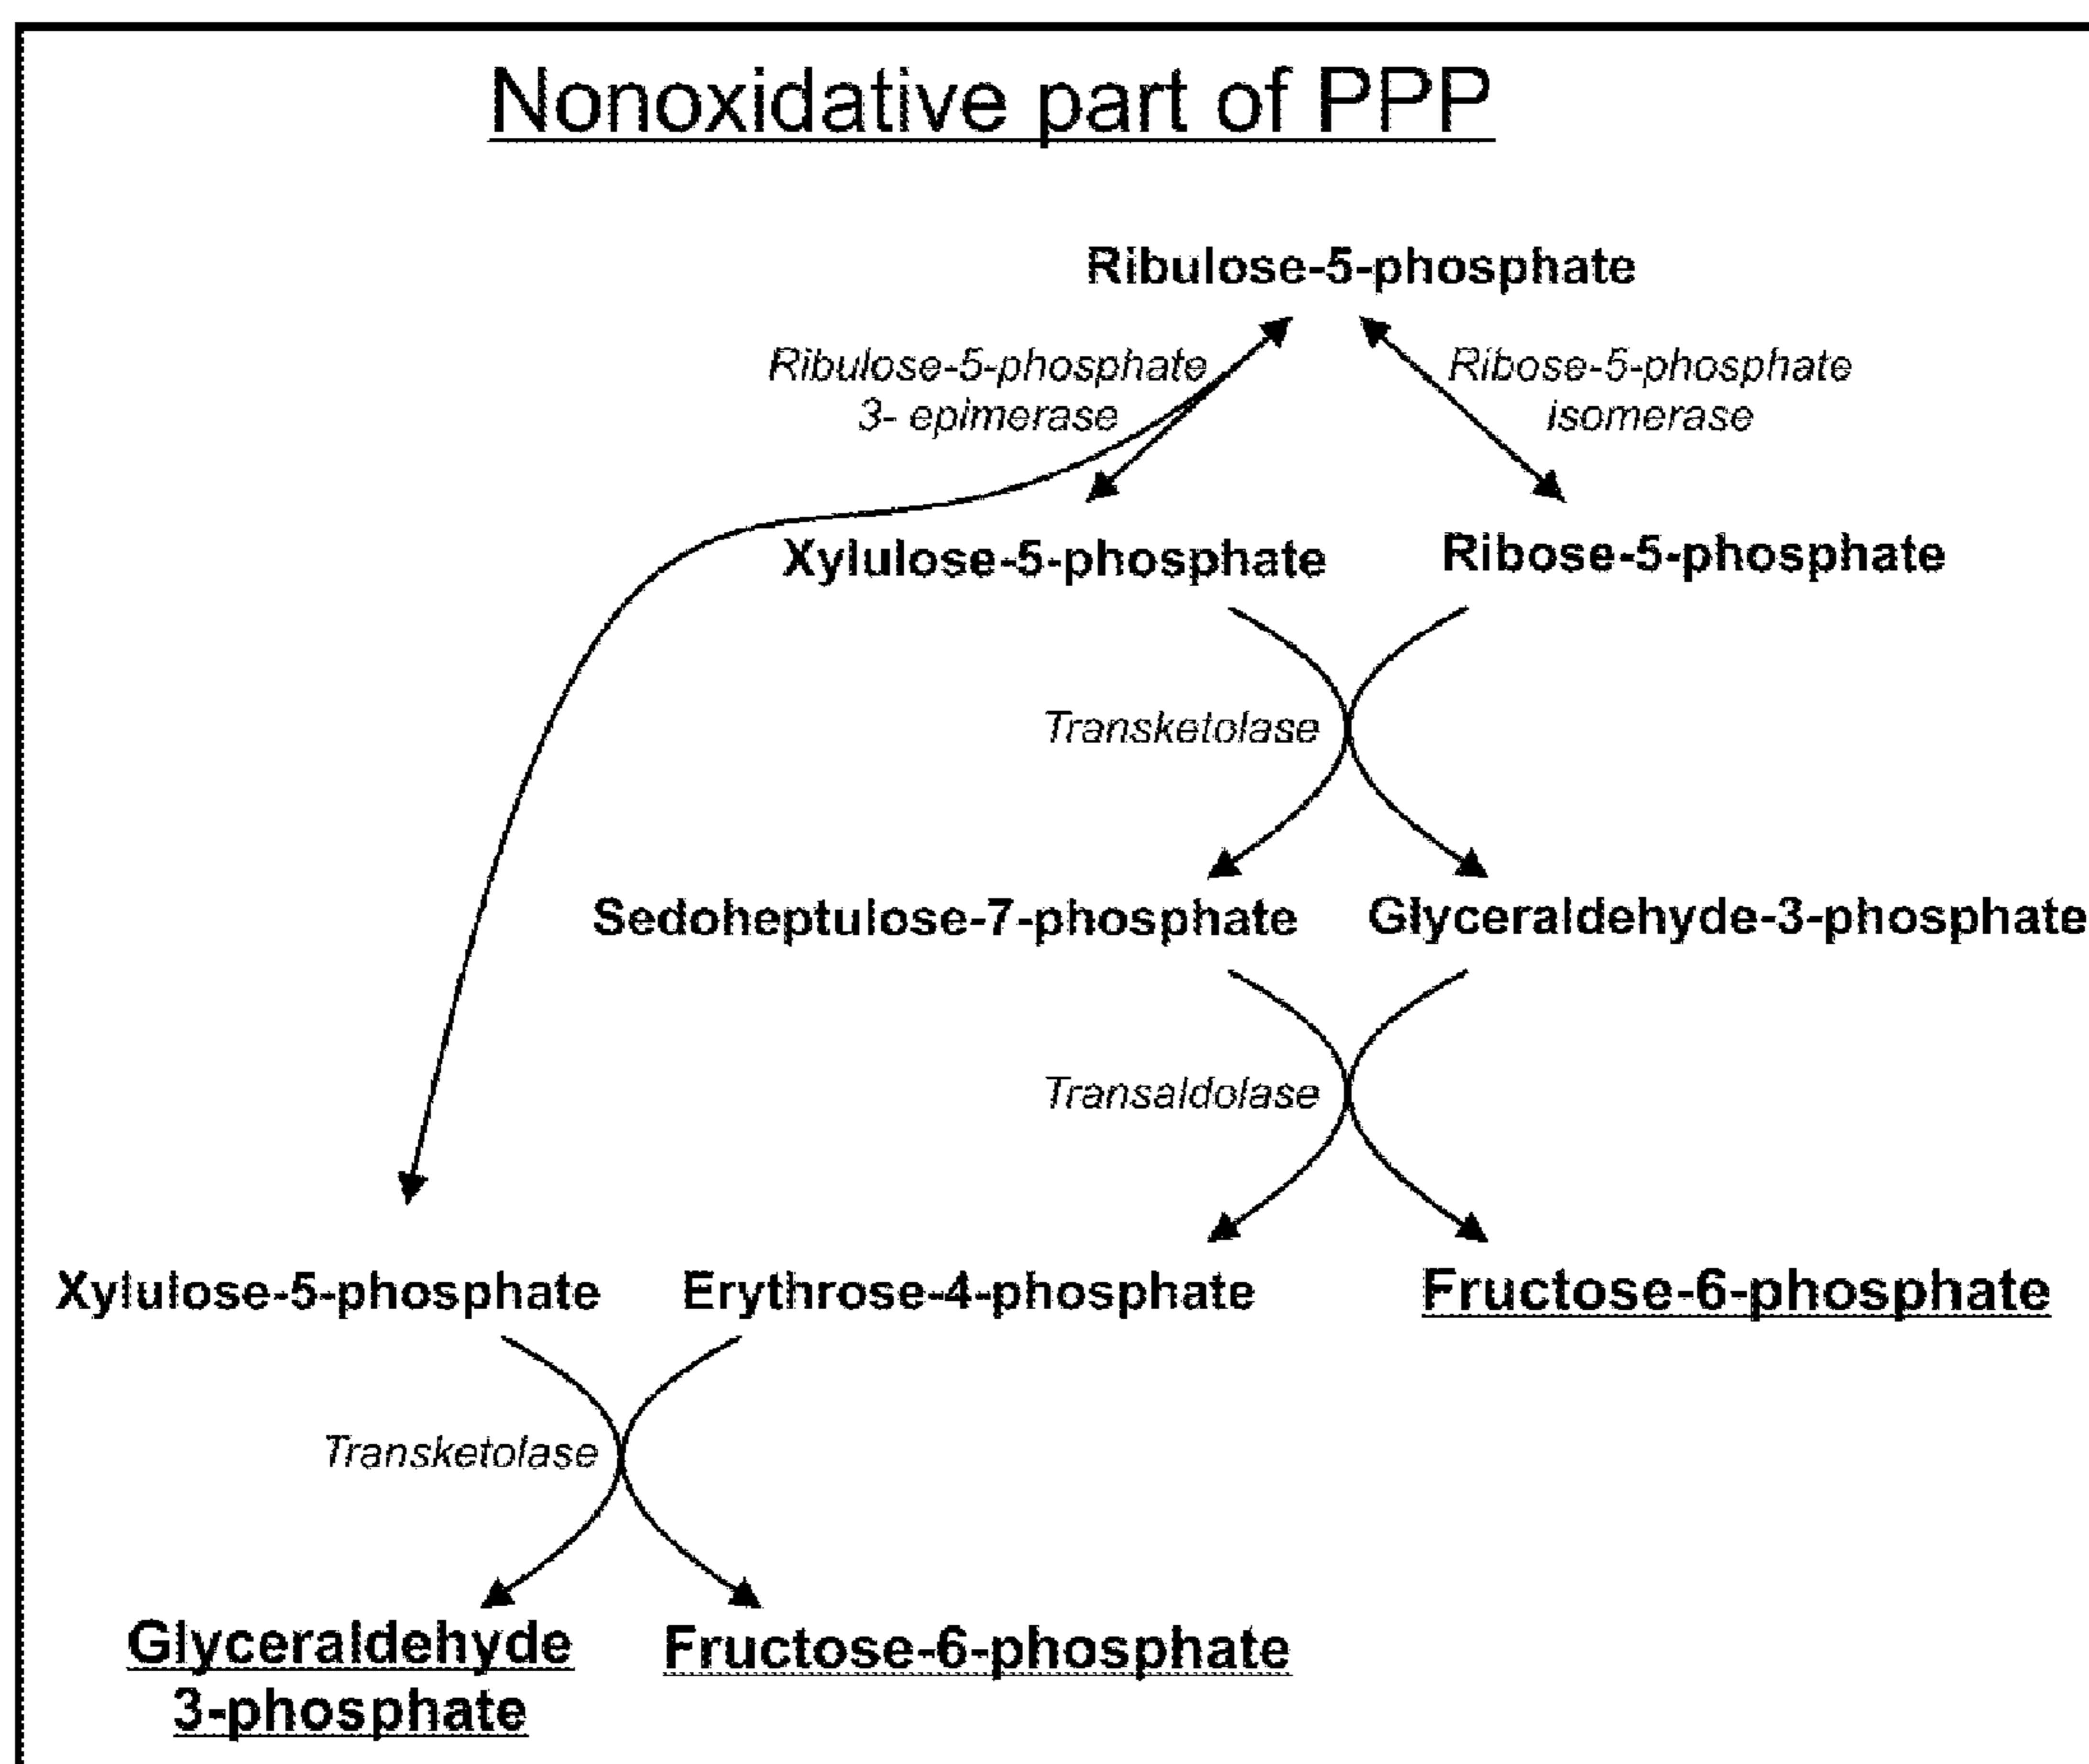 Nonoxidative part of PPP
Ribulose-5-phosphate
Ribulose-5-phosphate
3- epimerase
Ribose-5-phosphate
isomerase
Xylulose-5-phosphate
Ribose-5-phosphate
Transketolase
Sedoheptulose-7-phosphate
Glyceraldehyde-3-phosphate
Transaldolase
Xylulose-5-phosphate
Erythrose-4-phosphate
Fructose-6-phosphate
Transketolase
Glyceraldehyde
3-phosphate
Fructose-6-phosphate